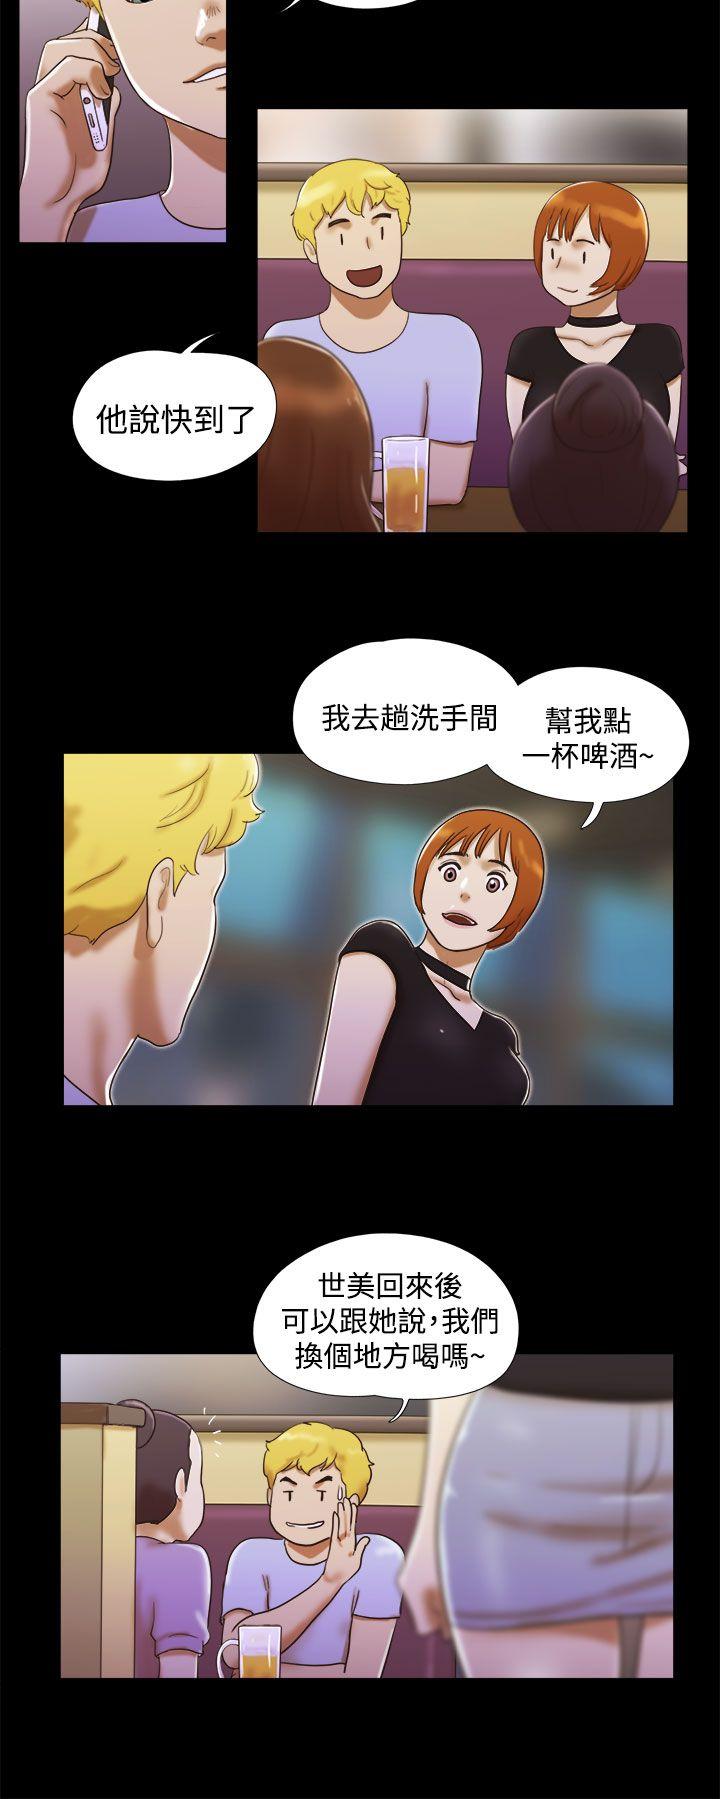 他說快到了
我去趟洗手間
幫我點
一杯啤酒~
世美回來後
可以跟她說，我們
換個地方喝嗎~